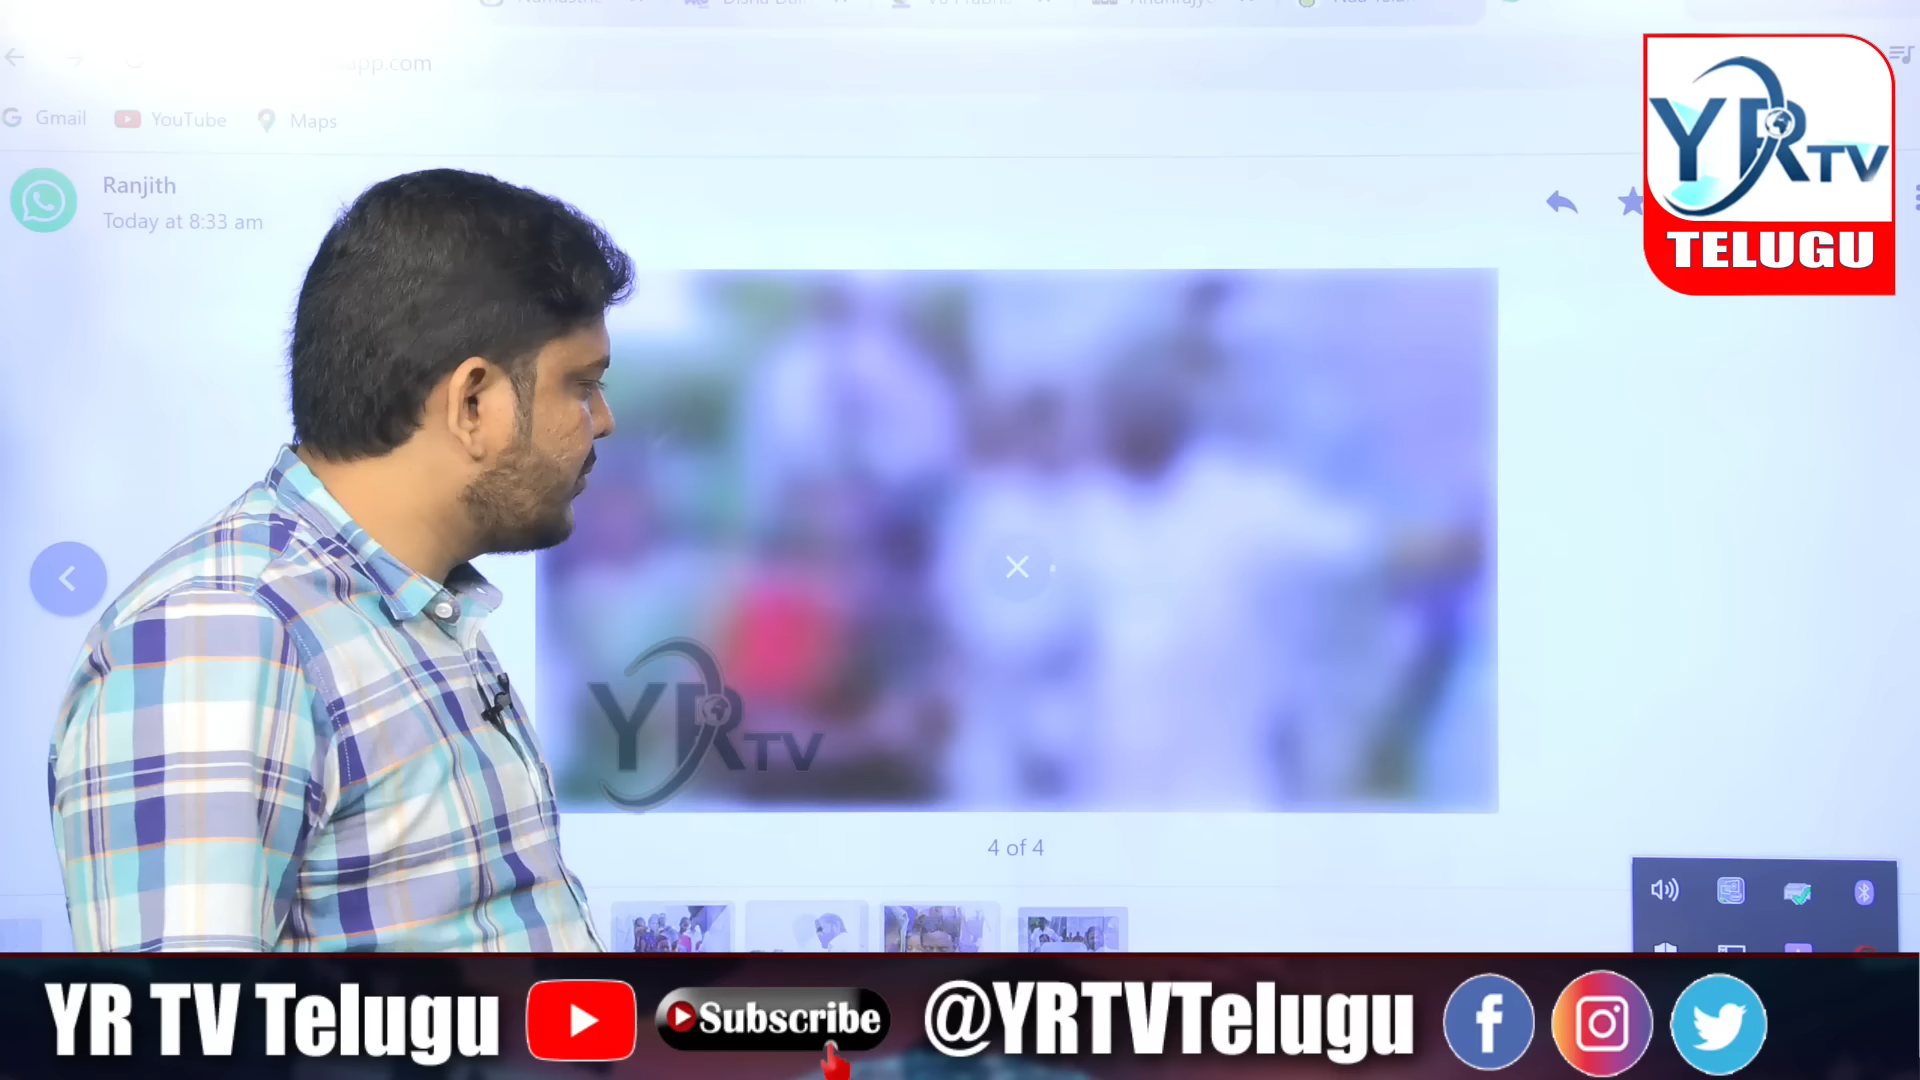 app.com
Gmail YouTube Maps
Ranjith
Today at 8:33 am
YRTV
TELUGU
YRTV
4 of 4
YR TV Telugu Subscribe @YRTVTelugu